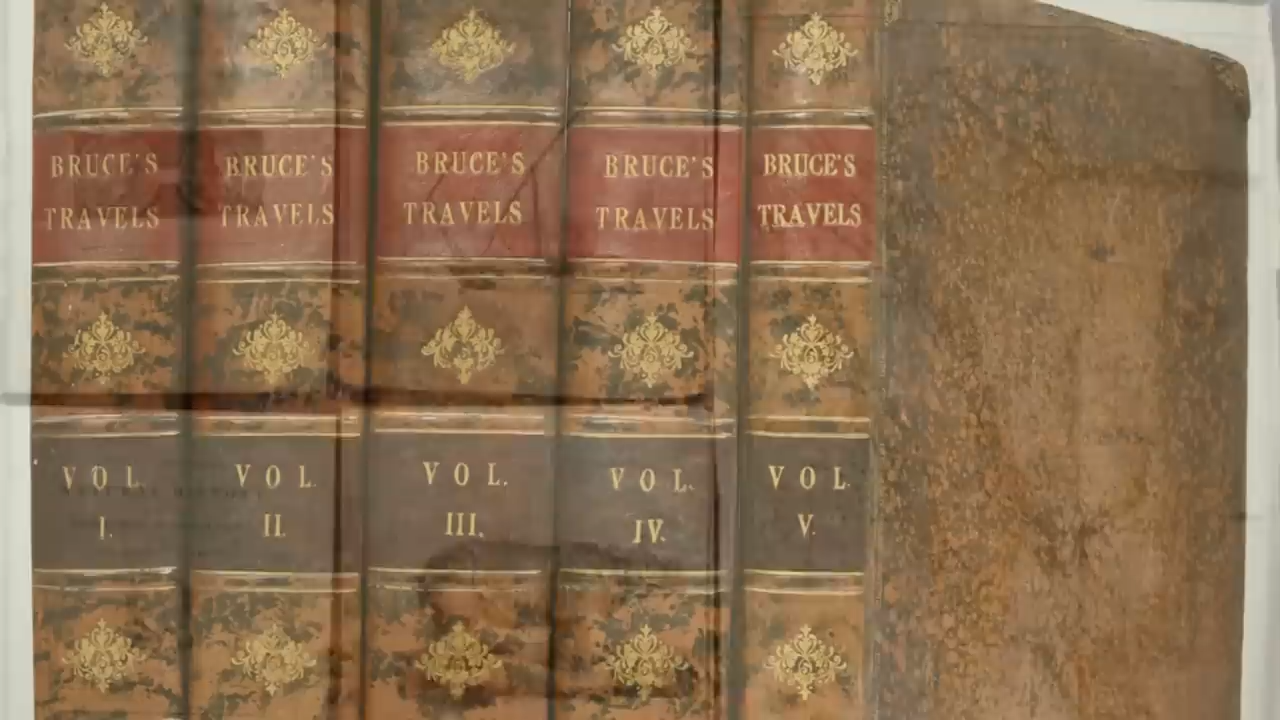 BRUCE'S
TRAVELS
VOL.
I.
BRUCE'S
TRAVELS
VOL.
II.
BRUCE'S
TRAVELS
VOL.
III.
BRUCE'S
TRAVELS
VOL.
IV.
BRUCE'S
TRAVELS
VOL.
V.